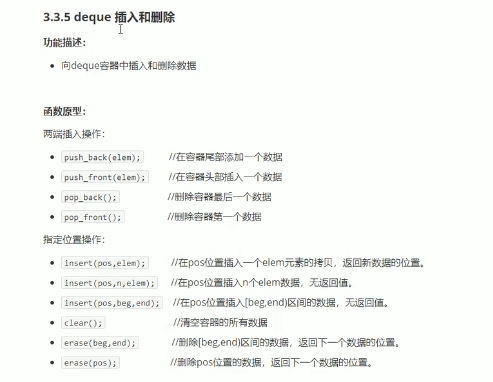 3.3.5 deque 插入和删除
功能描述：
• 向deque容器中插入和删除数据
函数原型：
两端插入操作：
• push_back(elem); //在容器尾部添加一个数据
• push_front(elem); //在容器头部插入一个数据
• pop_back(); //删除容器最后一个数据
• pop_front(); //删除容器第一个数据
指定位置操作：
• insert(pos,elem); //在pos位置插入一个elem元素的拷贝，返回新数据的位置。
• insert(pos,n,elem); //在pos位置插入n个elem数据，无返回值。
• insert(pos,beg,end); //在pos位置插入[beg,end)区间的数据，无返回值。
• clear(); //清空容器的所有数据
• erase(beg,end); //删除[beg,end)区间的数据，返回下一个数据的位置。
• erase(pos); //删除pos位置的数据，返回下一个数据的位置。